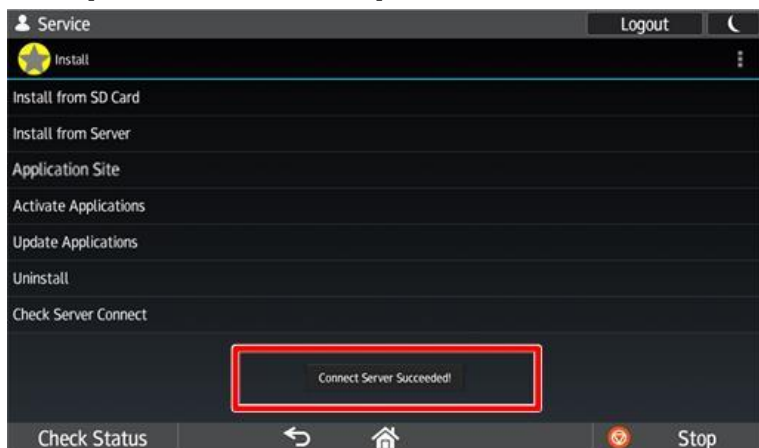 Service
Logout
Install
Install from SD Card
Install from Server
Application Site
Activate Applications
Update Applications
Uninstall
Check Server Connect
Connect Server Succeeded!
Check Status
Stop